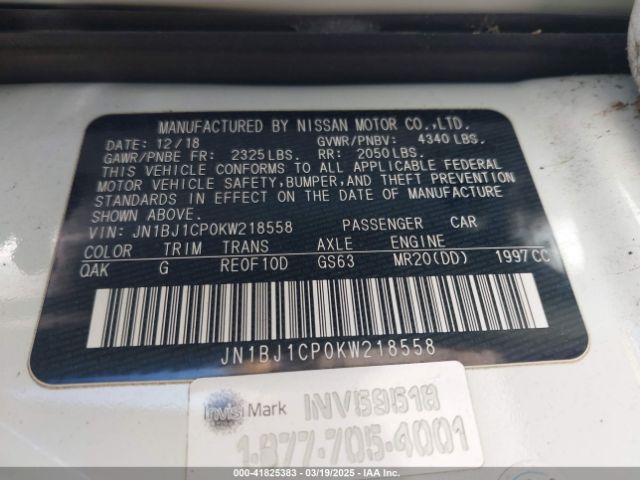 MANUFACTURED BY NISSAN MOTOR CO.,LTD.
DATE: 12/18 GVWR/PNBV: 4340 LBS.
GAWR/PNBE FR: 2325 LBS. RR: 2050 LBS.
THIS VEHICLE CONFORMS TO ALL APPLICABLE FEDERAL
MOTOR VEHICLE SAFETY, BUMPER, AND THEFT PREVENTION
STANDARDS IN EFFECT ON THE DATE OF MANUFACTURE
SHOWN ABOVE.
VIN: JN1BJ1CP0KW218558 PASSENGER CAR
COLOR TRIM TRANS AXLE ENGINE
QAK G RE0F10D GS63 MR20(DD) 1997CC
JN1BJ1CP0KW218558
InvisiMark
1-877-705-4001
000-41825383 - 03/19/2025 - IAAI.com